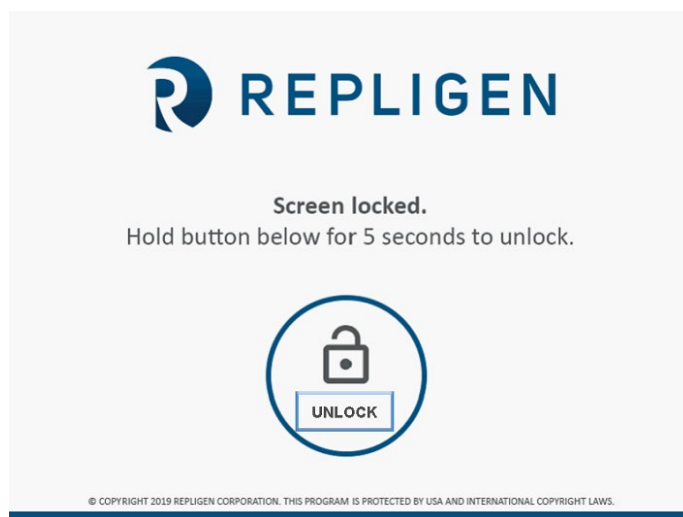 REPLIGEN
Screen locked.
Hold button below for 5 seconds to unlock.
UNLOCK
© COPYRIGHT 2019 REPLIGEN CORPORATION. THIS PROGRAM IS PROTECTED BY USA AND INTERNATIONAL COPYRIGHT LAWS.